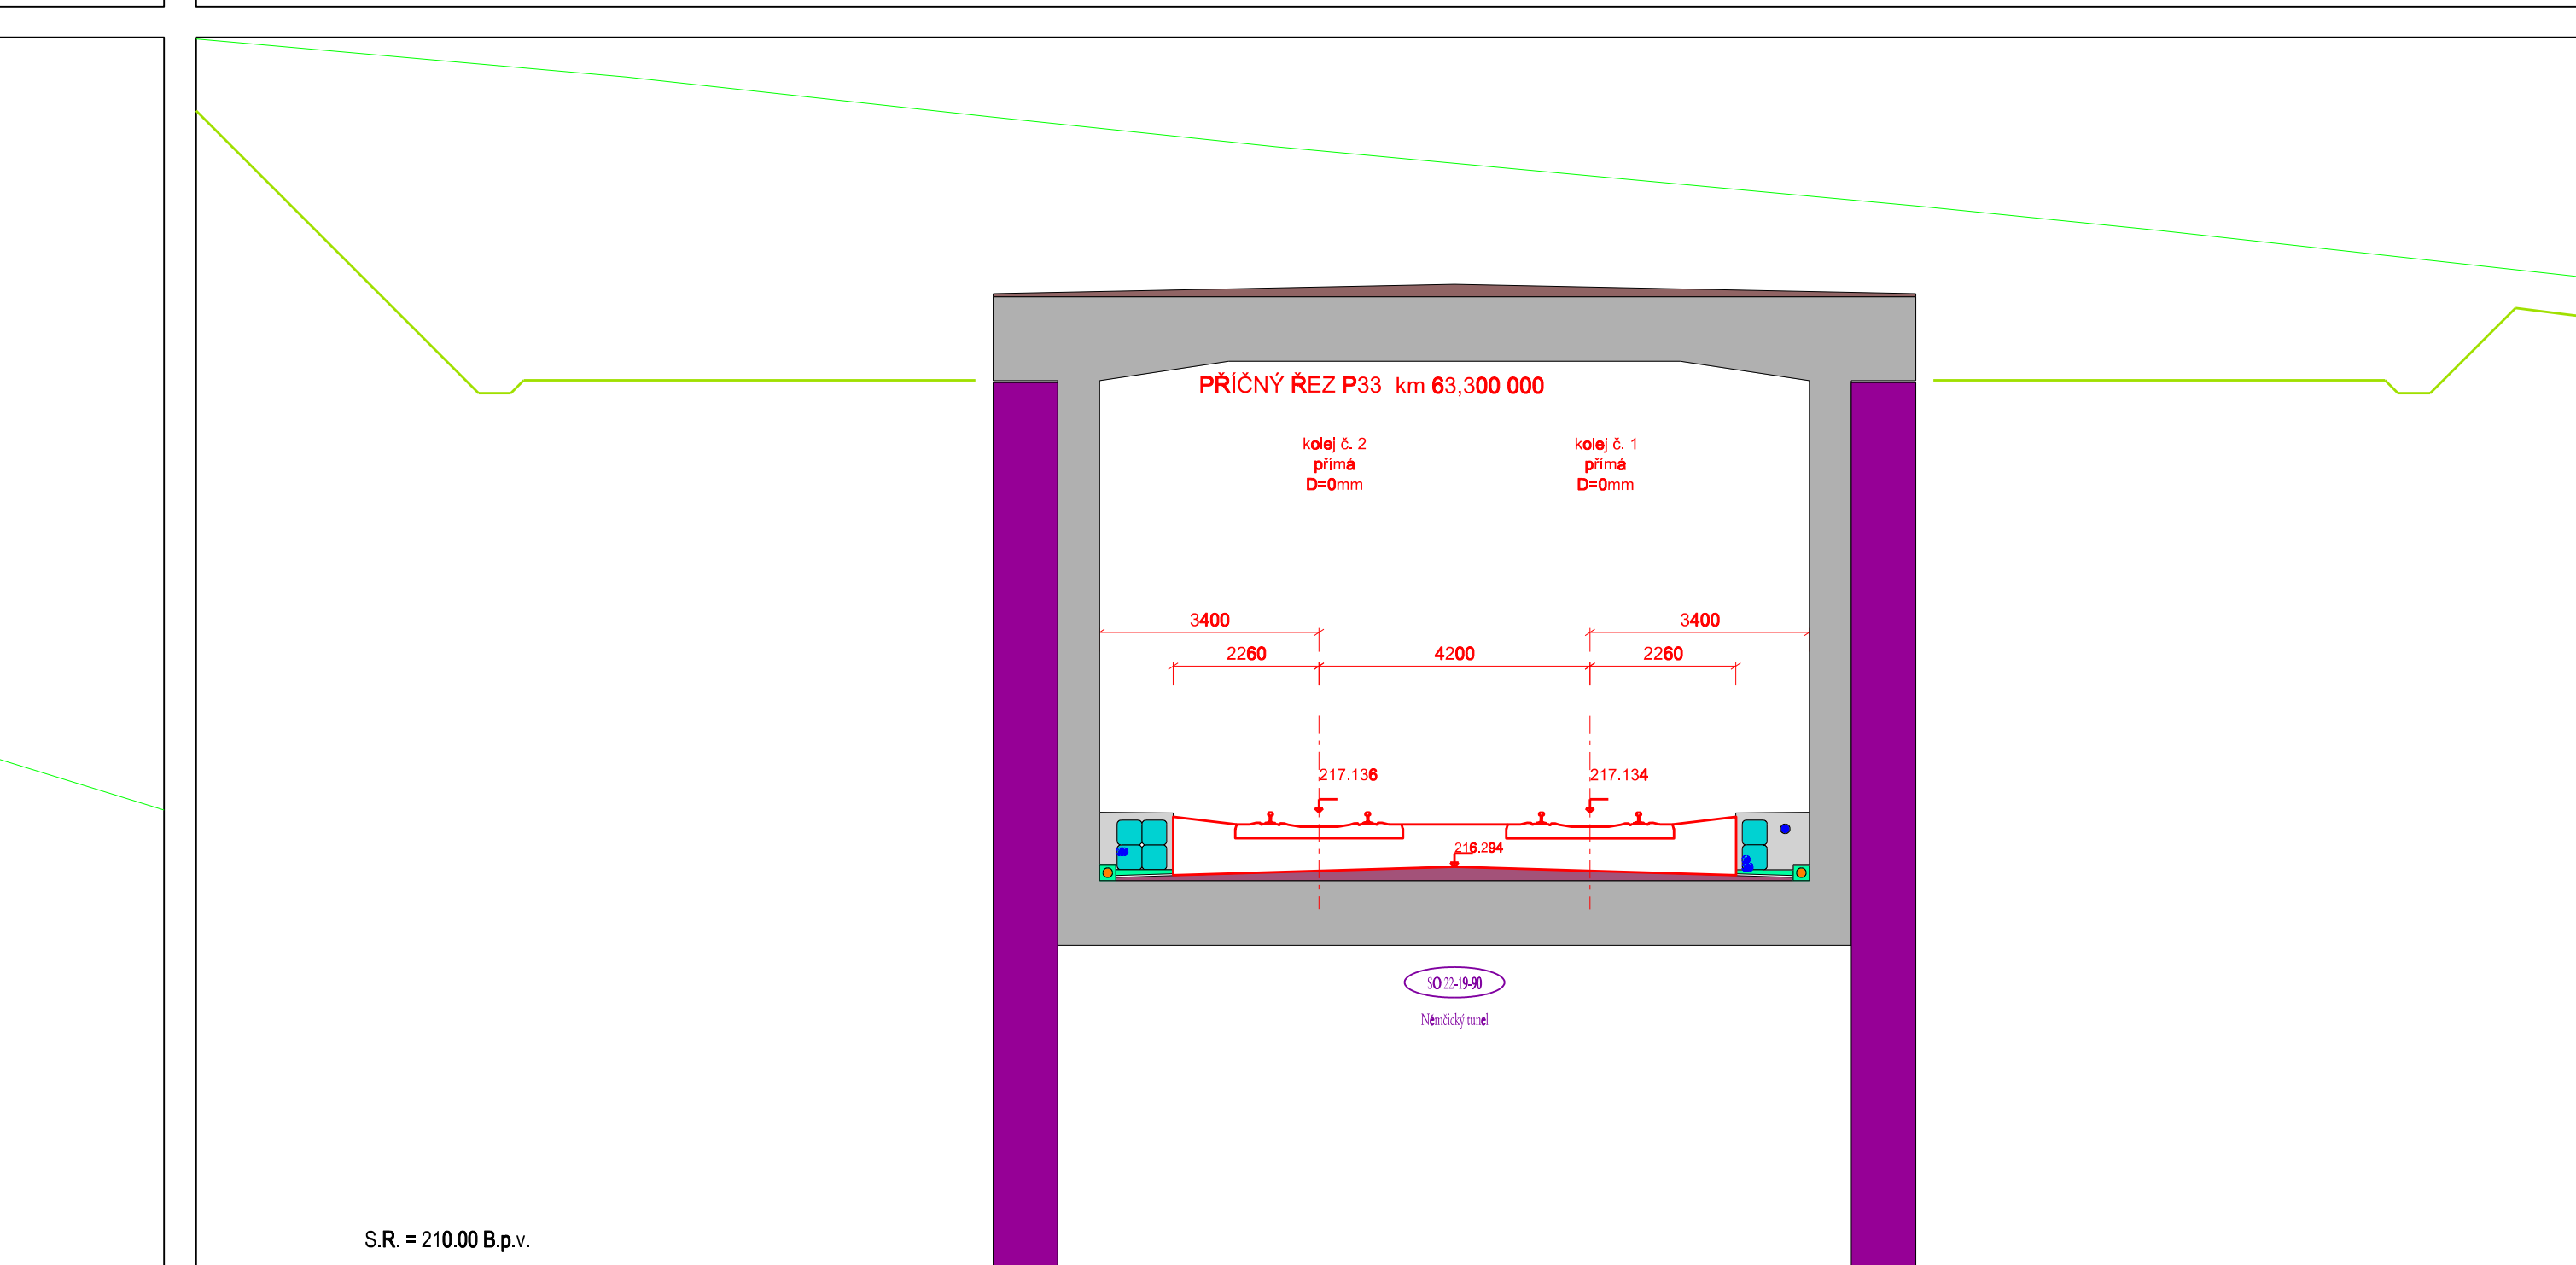 PŘÍČNÝ ŘEZ P33 km 63,300 000
kolej č. 2
přímá
D=0mm
kolej č. 1
přímá
D=0mm
3400
3400
2260
4200
2260
217.136
217.134
216.294
SO 22-19-90
Němčický tunel
S.R. = 210.00 B.p.v.